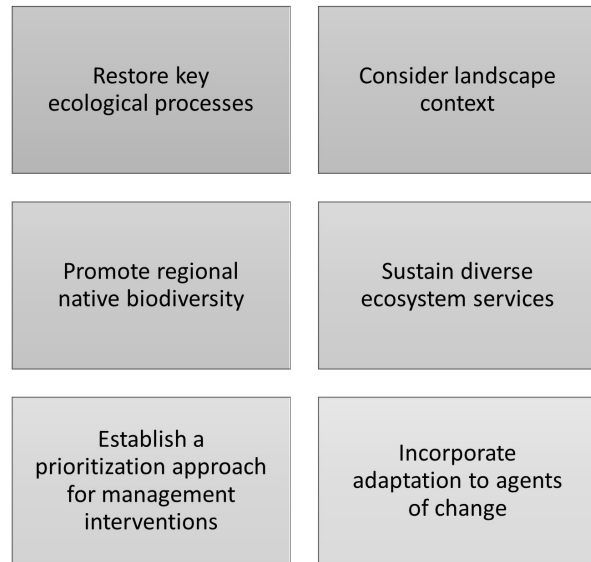 Restore key
ecological processes
Consider landscape
context
Promote regional
native biodiversity
Sustain diverse
ecosystem services
Establish a
prioritization approach
for management
interventions
Incorporate
adaptation to agents
of change